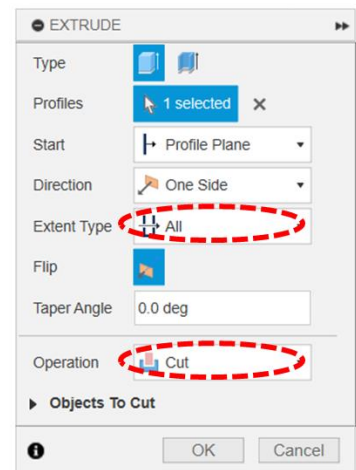 EXTRUDE
Type
Profiles 1 selected
Start Profile Plane
Direction One Side
Extent Type All
Flip
Taper Angle 0.0 deg
Operation Cut
Objects To Cut
OK Cancel